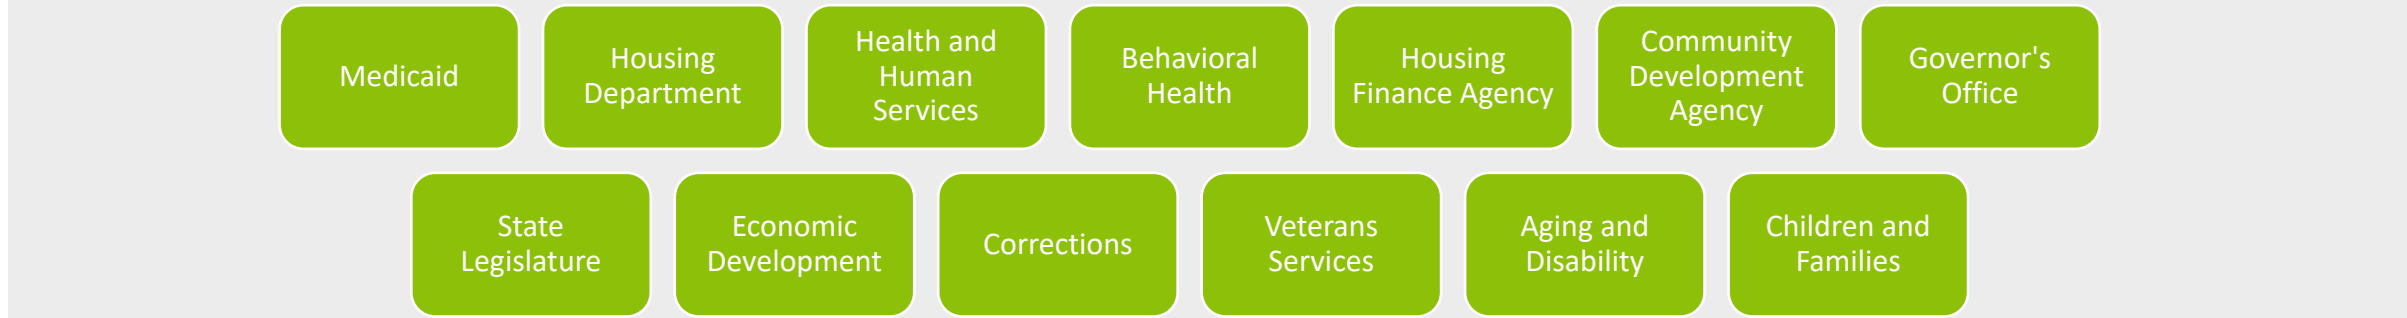 Medicaid
Housing
Department
Health and
Human
Services
Behavioral
Health
Housing
Finance Agency
Community
Development
Agency
Governor's
Office
State
Legislature
Economic
Development
Corrections
Veterans
Services
Aging and
Disability
Children and
Families